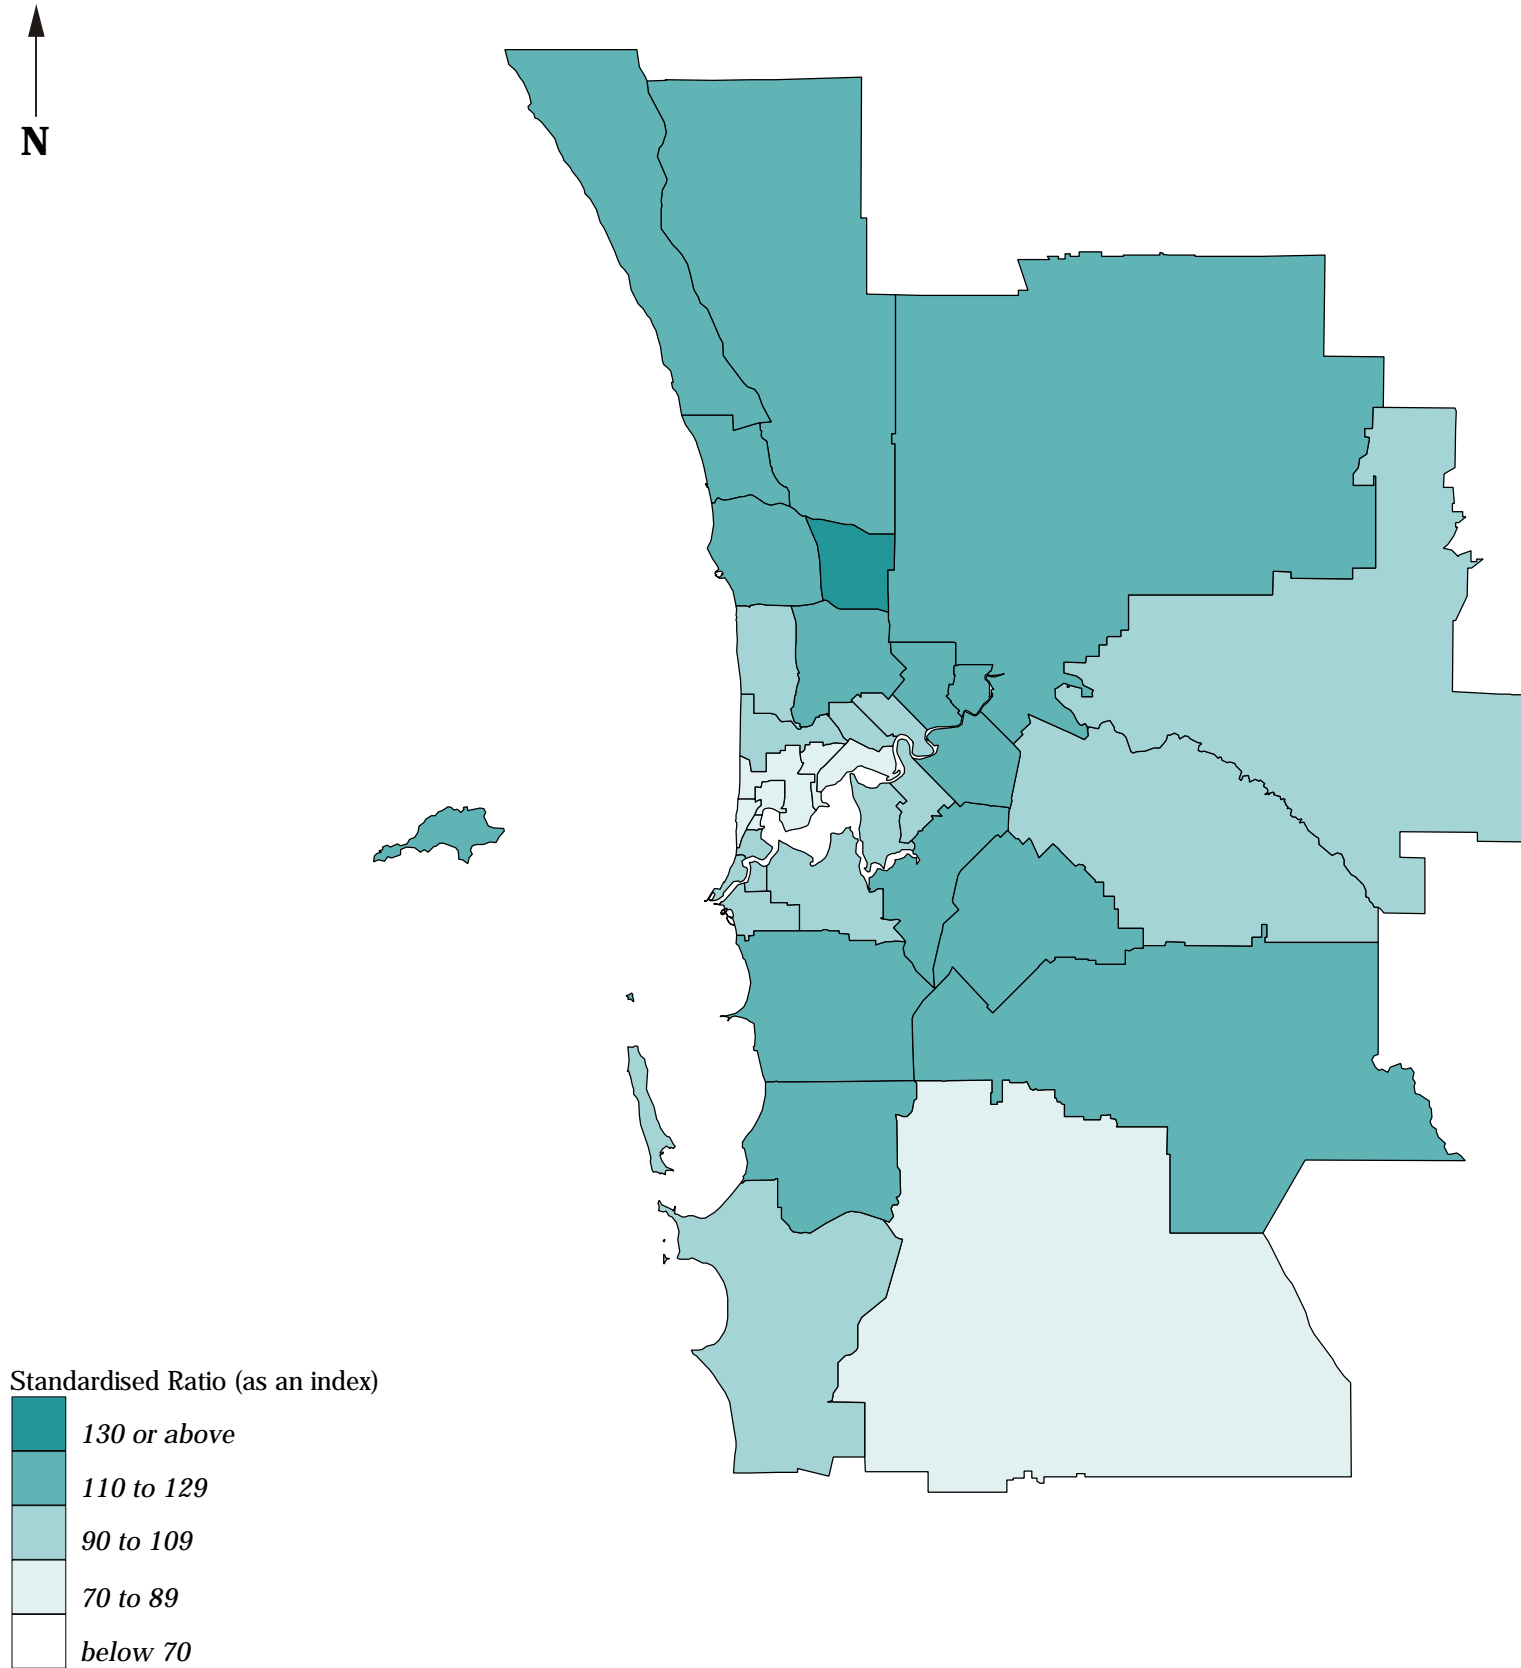 N
Standardised Ratio (as an index)
130 or above
110 to 129
90 to 109
70 to 89
below 70